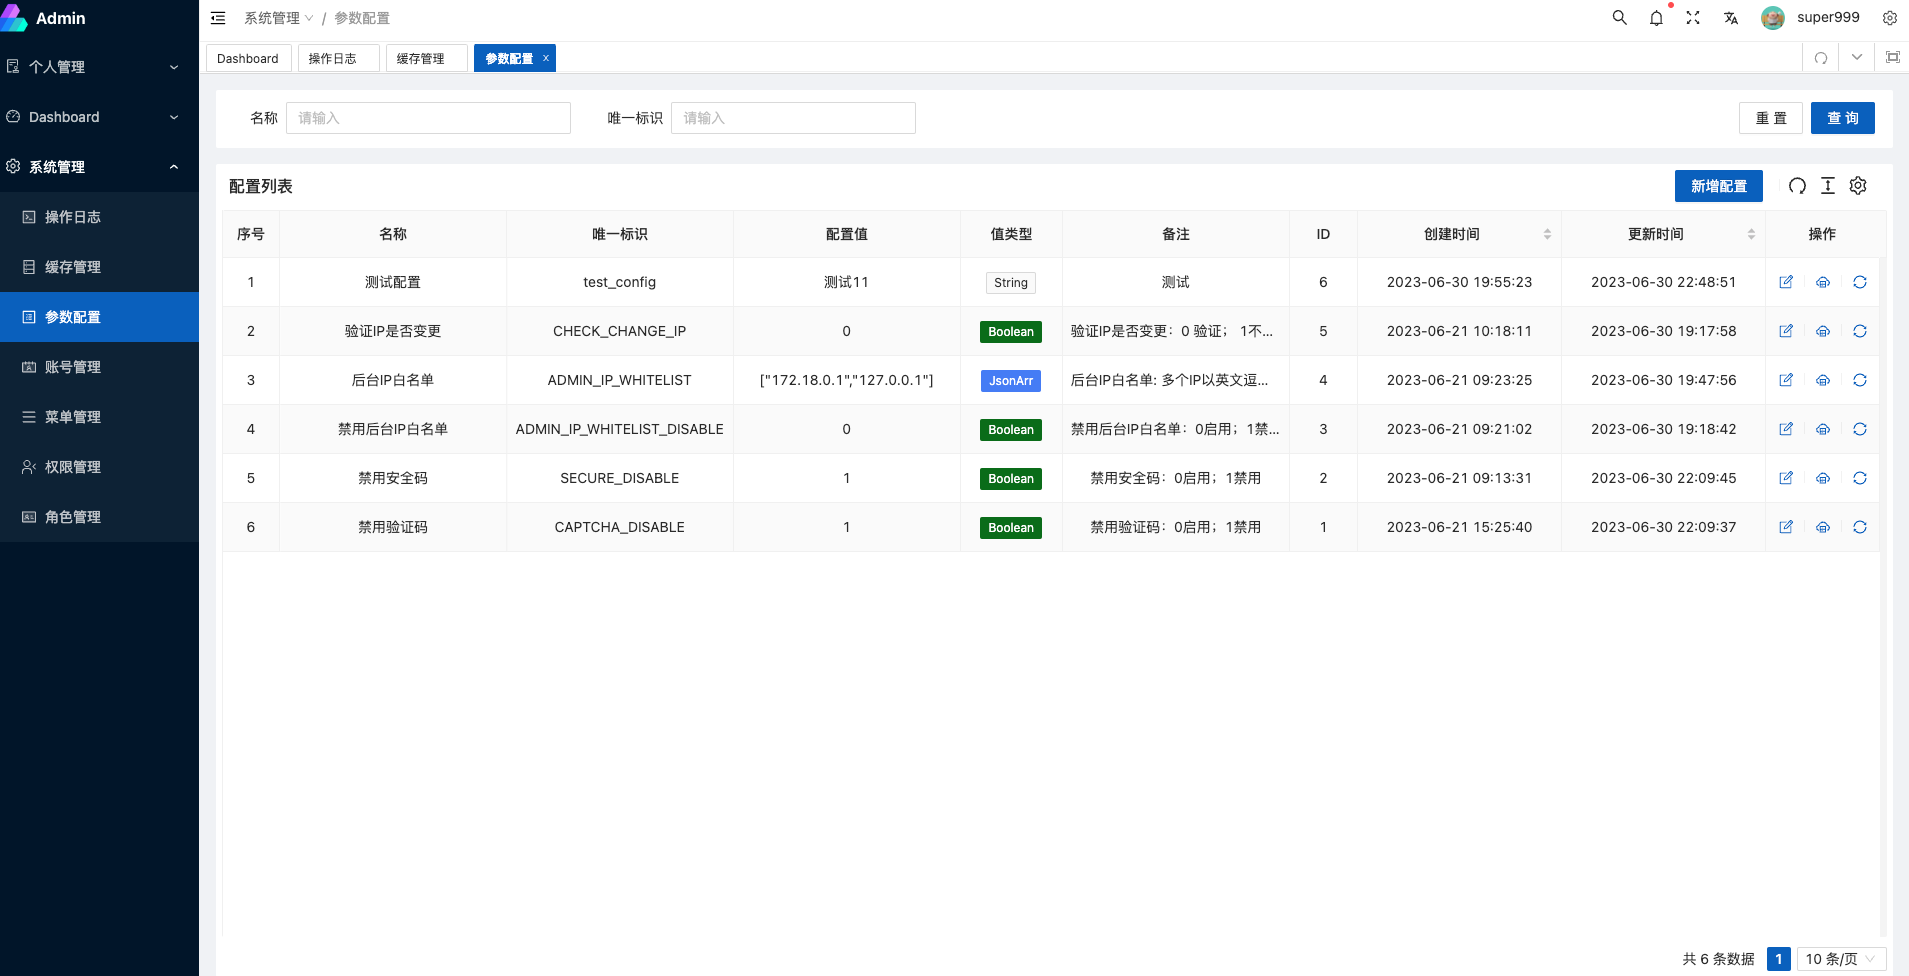 Admin
系统管理 / 参数配置
super999
个人管理
Dashboard
系统管理
操作日志
缓存管理
参数配置
账号管理
菜单管理
权限管理
角色管理
Dashboard 操作日志 缓存管理 参数配置 x
名称 请输入 唯一标识 请输入 重 置 查 询
配置列表 新增配置
序号 名称 唯一标识 配置值 值类型 备注 ID 创建时间 更新时间 操作
1 测试配置 test_config 测试11 String 测试 6 2023-06-30 19:55:23 2023-06-30 22:48:51
2 验证IP是否变更 CHECK_CHANGE_IP 0 Boolean 验证IP是否变更：0 验证； 1不... 5 2023-06-21 10:18:11 2023-06-30 19:17:58
3 后台IP白名单 ADMIN_IP_WHITELIST ["172.18.0.1","127.0.0.1"] JsonArr 后台IP白名单: 多个IP以英文逗... 4 2023-06-21 09:23:25 2023-06-30 19:47:56
4 禁用后台IP白名单 ADMIN_IP_WHITELIST_DISABLE 0 Boolean 禁用后台IP白名单：0启用；1禁... 3 2023-06-21 09:21:02 2023-06-30 19:18:42
5 禁用安全码 SECURE_DISABLE 1 Boolean 禁用安全码：0启用；1禁用 2 2023-06-21 09:13:31 2023-06-30 22:09:45
6 禁用验证码 CAPTCHA_DISABLE 1 Boolean 禁用验证码：0启用；1禁用 1 2023-06-21 15:25:40 2023-06-30 22:09:37
共 6 条数据 1 10 条/页